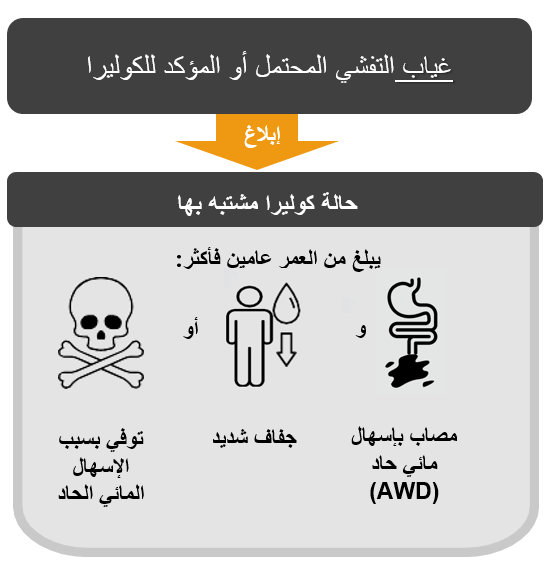 غياب التفشي المحتمل أو المؤكد للكوليرا
إبلاغ
حالة كوليرا مشتبه بها
يبلغ من العمر عامين فأكثر:
و
أو
مصاب بإسهال
مائي حاد
(AWD)
جفاف شديد
توفي بسبب
الإسهال
المائي الحاد